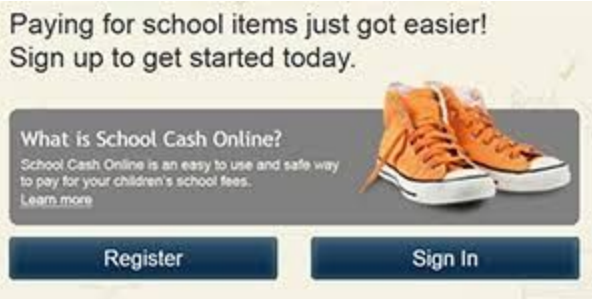 Paying for school items just got easier!
Sign up to get started today.
What is School Cash Online?
School Cash Online is an easy to use and safe way
to pay for your children's school fees.
Learn more
Register
Sign In